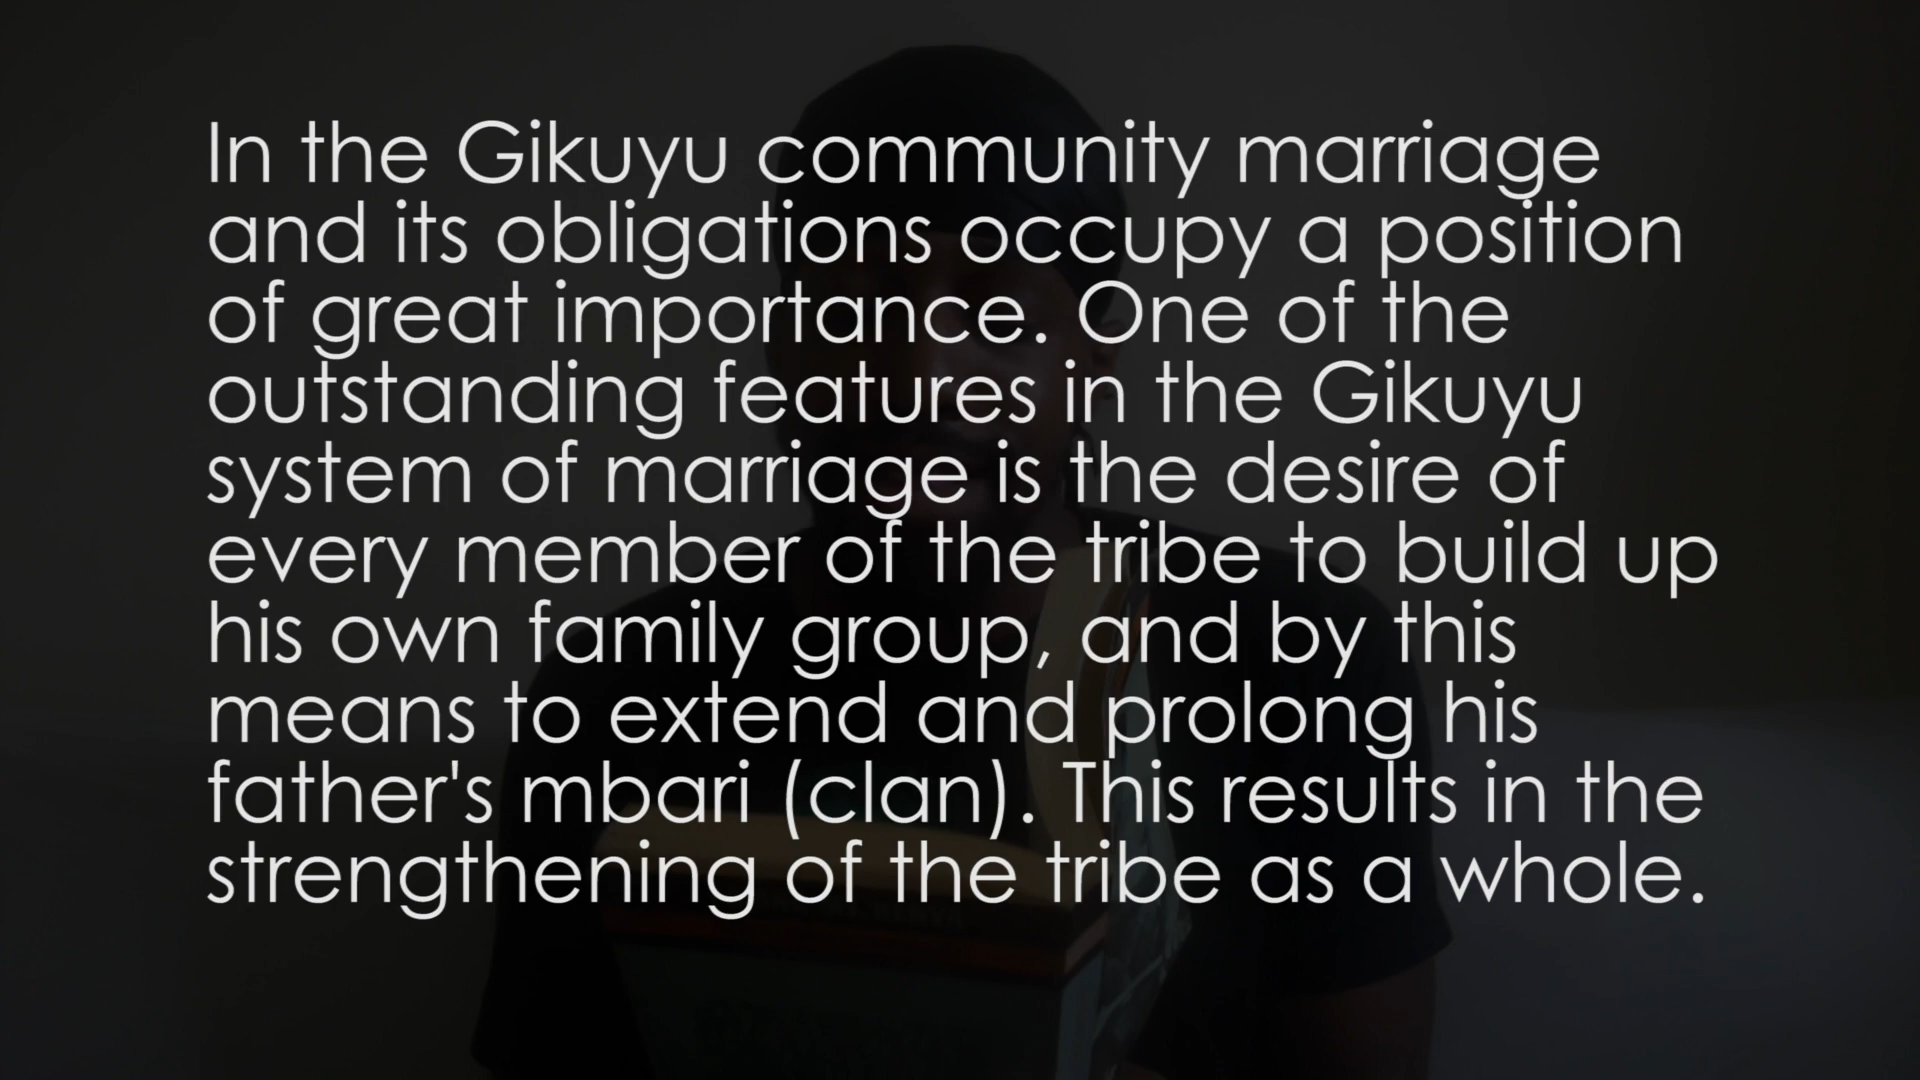 In the Gikuyu community marriage
and its obligations occupy a position
of great importance. One of the
outstanding features in the Gikuyu
system of marriage is the desire of
every member of the tribe to build up
his own family group, and by this
means to extend and prolong his
father's mbari (clan). This results in the
strengthening of the tribe as a whole.